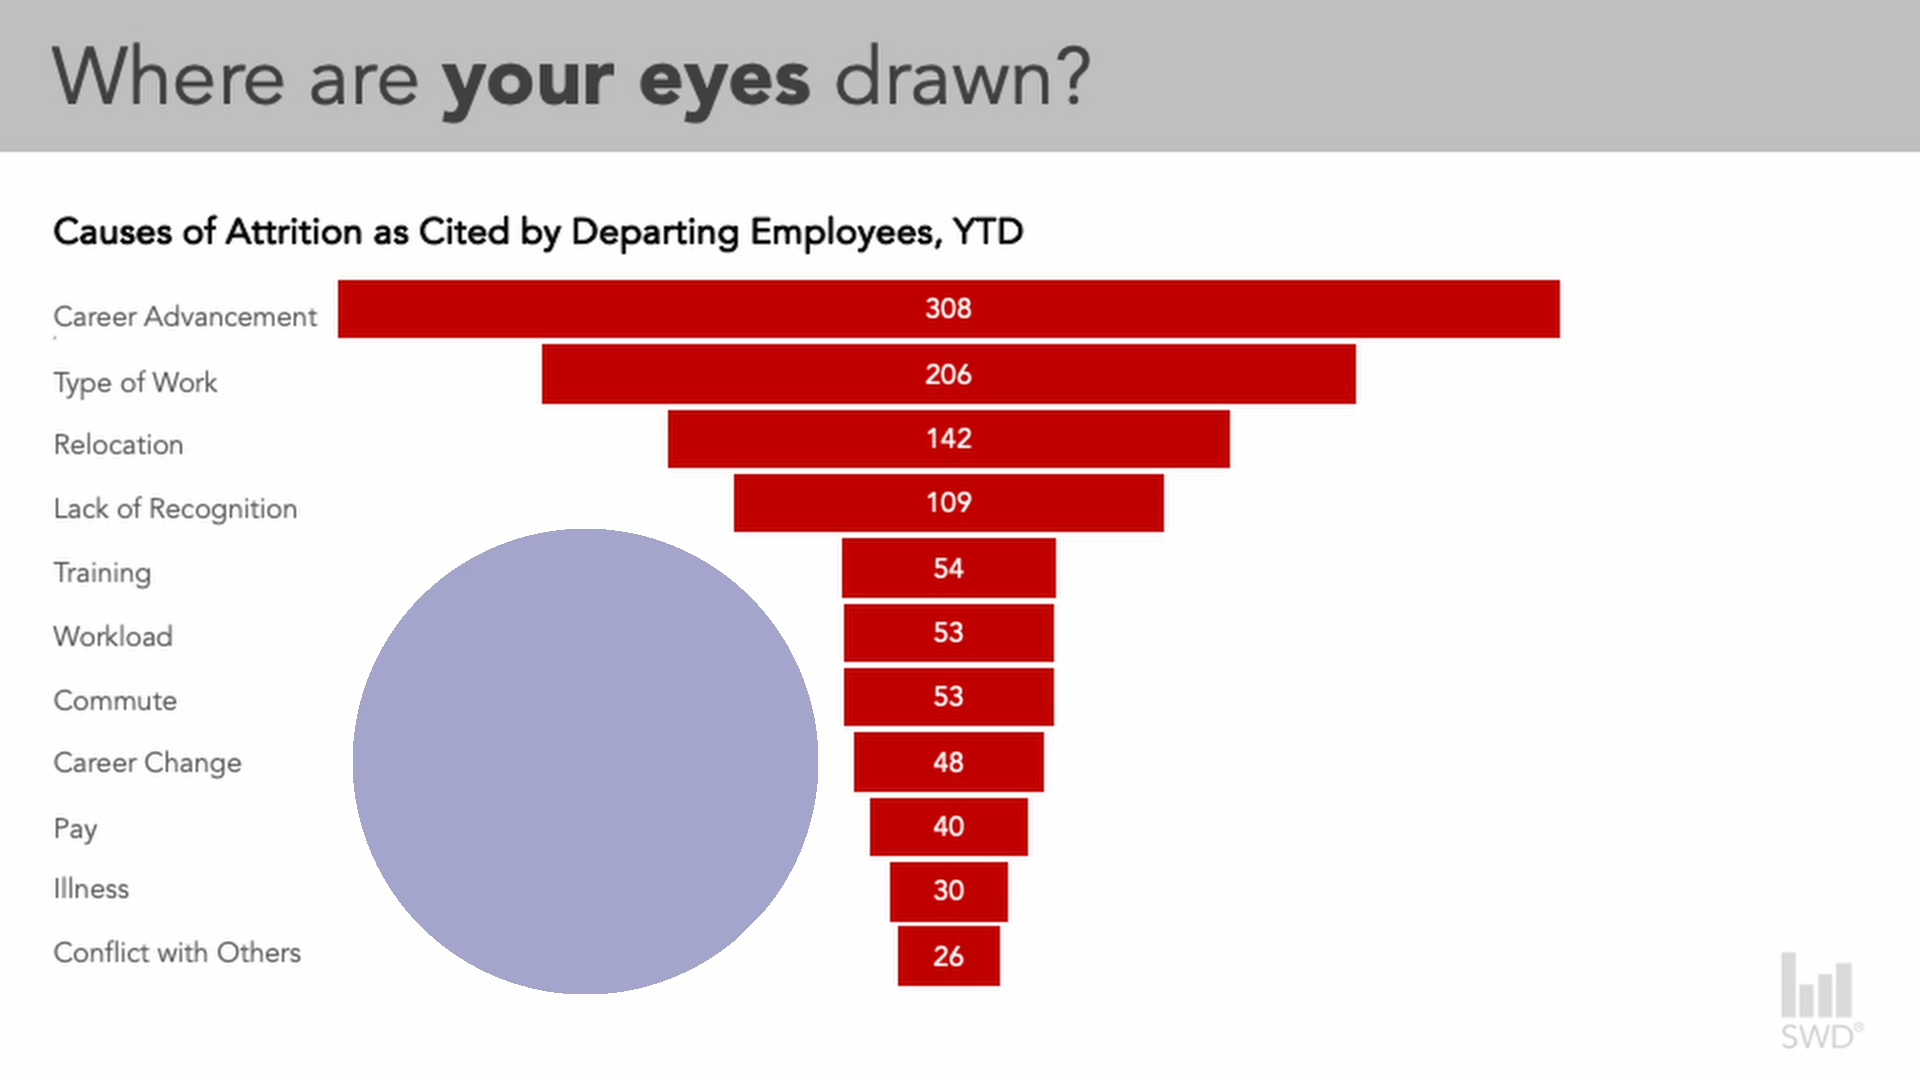 Where are your eyes drawn?
Causes of Attrition as Cited by Departing Employees, YTD
Career Advancement 308
Type of Work 206
Relocation 142
Lack of Recognition 109
Training 54
Workload 53
Commute 53
Career Change 48
Pay 40
Illness 30
Conflict with Others 26
SWD®